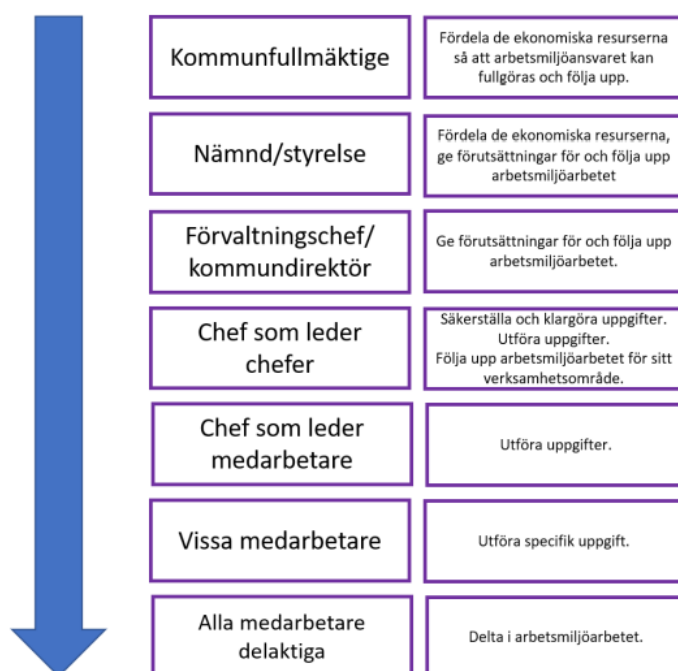 Kommunfullmäktige
Fördela de ekonomiska resurserna
så att arbetsmiljöansvaret kan
fullgöras och följa upp.
Nämnd/styrelse
Fördela de ekonomiska resurserna,
ge förutsättningar för och följa upp
arbetsmiljöarbetet
Förvaltningschef/
kommundirektör
Ge förutsättningar för och följa upp
arbetsmiljöarbetet.
Chef som leder
chefer
Säkerställa och klargöra uppgifter.
Utföra uppgifter.
Följa upp arbetsmiljöarbetet för sitt
verksamhetsområde.
Chef som leder
medarbetare
Utföra uppgifter.
Vissa medarbetare
Utföra specifik uppgift.
Alla medarbetare
delaktiga
Delta i arbetsmiljöarbetet.